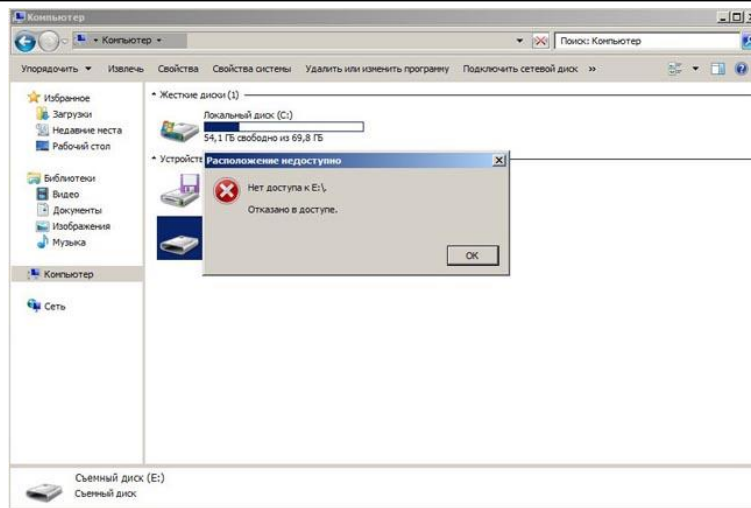 Компьютер
Компьютер
Поиск: Компьютер
Упорядочить
Извлечь
Свойства
Свойства системы
Удалить или изменить программу
Подключить сетевой диск
»
Избранное
Загрузки
Недавние места
Рабочий стол
Библиотеки
Видео
Документы
Изображения
Музыка
Компьютер
Сеть
Жесткие диски (1)
Локальный диск (C:)
54,1 ГБ свободно из 69,8 ГБ
Устройств
Расположение недоступно
Нет доступа к E:\,
Отказано в доступе.
ОК
Съемный диск (E:)
Съемный диск